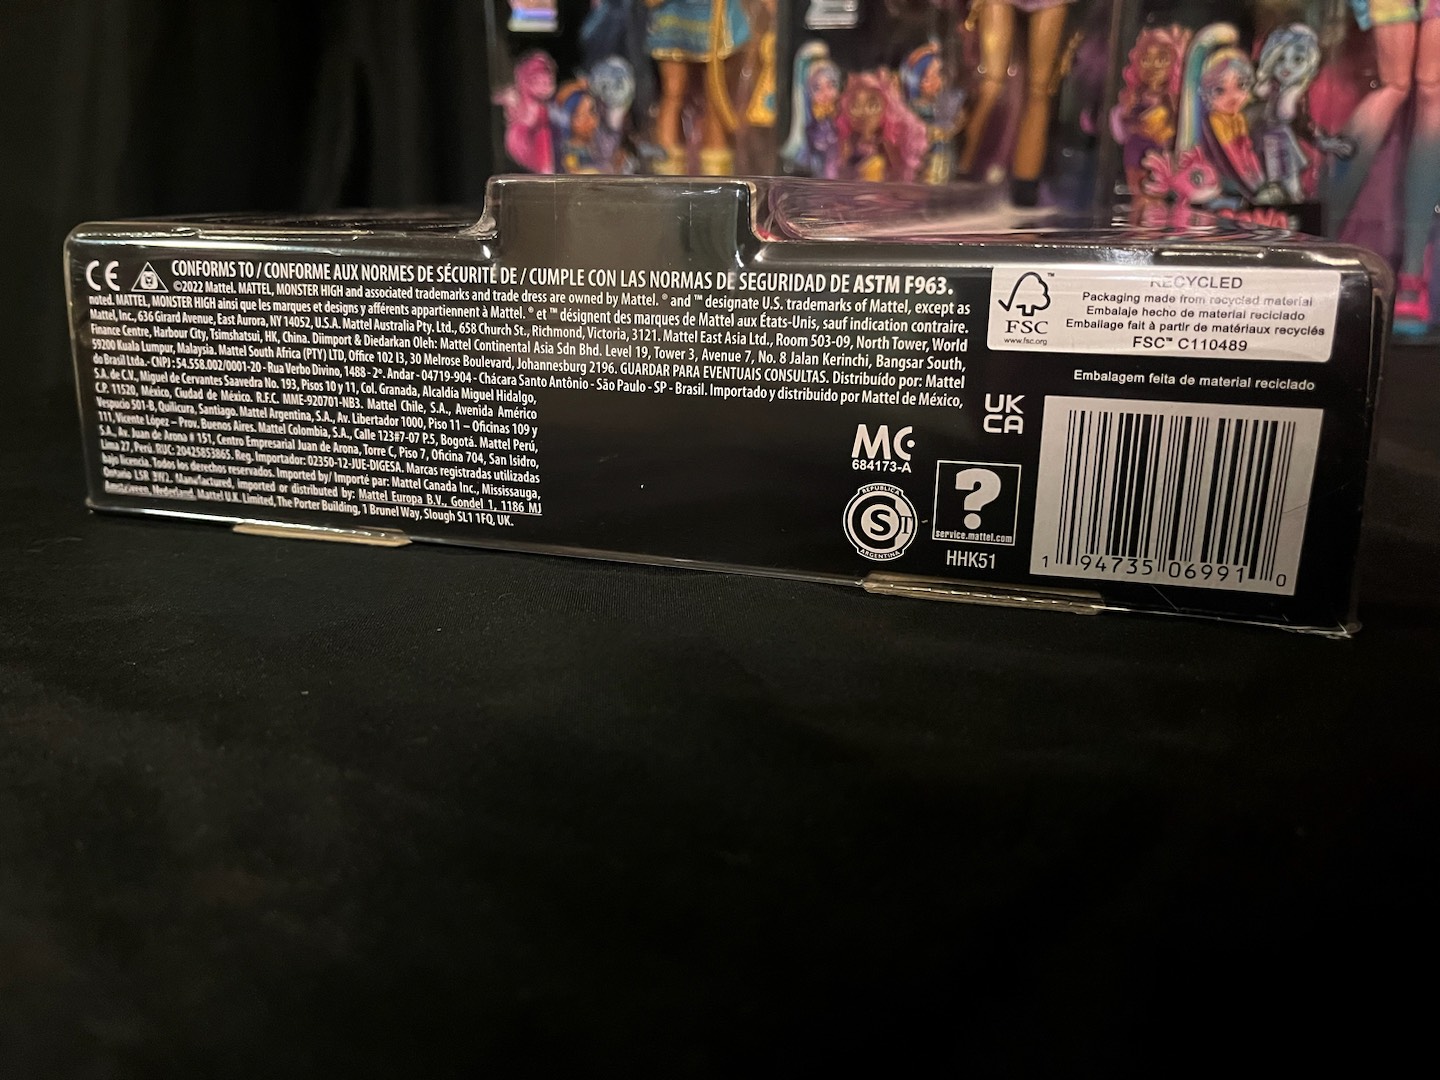 CE CONFORMS TO / CONFORME AUX NORMES DE SÉCURITÉ DE / CUMPLE CON LAS NORMAS DE SEGURIDAD DE ASTM F963.
©2022 Mattel. MATTEL, MONSTER HIGH and associated trademarks and trade dress are owned by Mattel. ® and ™ designate U.S. trademarks of Mattel, except as
noted. MATTEL, MONSTER HIGH ainsi que les marques et designs y afférents appartiennent à Mattel. ® et ™ désignent des marques de Mattel aux États-Unis, sauf indication contraire.
Mattel, Inc., 636 Girard Avenue, East Aurora, NY 14052, U.S.A. Mattel Australia Pty. Ltd., 658 Church St., Richmond, Victoria, 3121. Mattel East Asia Ltd., Room 503-09, North Tower, World
Finance Centre, Harbour City, Tsimshatsui, HK, China. Diimport & Diedarkan Oleh: Mattel Continental Asia Sdn Bhd. Level 19, Tower 3, Avenue 7, No. 8 Jalan Kerinchi, Bangsar South,
59200 Kuala Lumpur, Malaysia. Mattel South Africa (PTY) LTD, Office 102 I3, 30 Melrose Boulevard, Johannesburg 2196. GUARDAR PARA EVENTUAIS CONSULTAS. Distribuído por: Mattel
do Brasil Ltda.- CNPJ: 54.558.002/0001-20 - Rua Verbo Divino, 1488 - 2º. Andar - 04719-904 - Chácara Santo Antônio - São Paulo - SP - Brasil. Importado y distribuido por Mattel de México,
S.A. de C.V., Miguel de Cervantes Saavedra No. 193, Pisos 10 y 11, Col. Granada, Alcaldía Miguel Hidalgo,
C.P. 11520, México, Ciudad de México. R.F.C. MME-920701-NB3. Mattel Chile, S.A., Avenida Américo
Vespucio 501-B, Quilicura, Santiago. Mattel Argentina, S.A., Av. Libertador 1000, Piso 11 – Oficinas 109 y
111, Vicente López – Prov. Buenos Aires. Mattel Colombia, S.A., Calle 123#7-07 P.5, Bogotá. Mattel Perú,
S.A., Av. Juan de Arona # 151, Centro Empresarial Juan de Arona, Torre C, Piso 7, Oficina 704, San Isidro,
Lima 27, Perú. RUC: 20425853865. Reg. Importador: 02350-12-JUE-DIGESA. Marcas registradas utilizadas
bajo licencia. Todos los derechos reservados. Imported by/ Importé par: Mattel Canada Inc., Mississauga,
Ontario L5R 3W2. Manufactured, imported or distributed by: Mattel Europa B.V., Gondel 1, 1186 MJ
Amstelveen, Nederland. Mattel U.K. Limited, The Porter Building, 1 Brunel Way, Slough SL1 1FQ, UK.
MC
684173-A
REPUBLICA
S T
ARGENTINA
?
service.mattel.com
HHK51
UK
CA
FSC™
www.fsc.org
RECYCLED
Packaging made from recycled material
Embalaje hecho de material reciclado
Emballage fait à partir de matériaux recyclés
FSC™ C110489
Embalagem feita de material reciclado
1 94735 06991 0